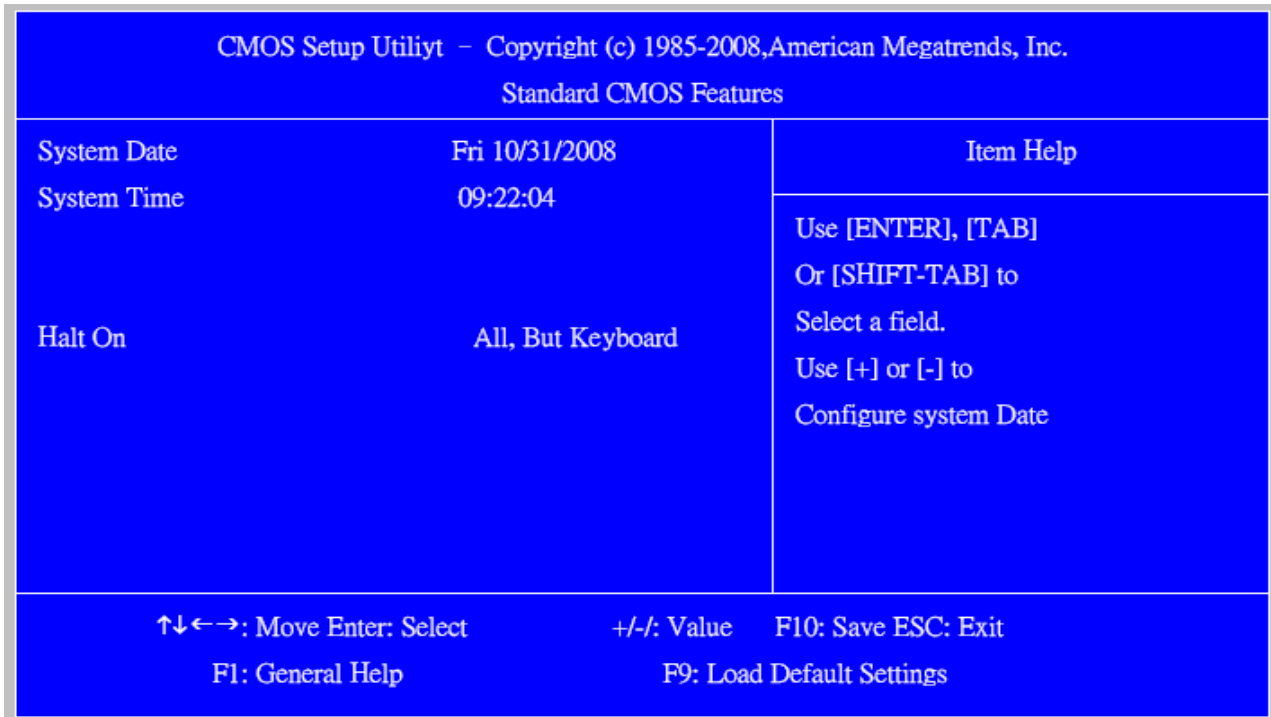 CMOS Setup Utiliyt – Copyright (c) 1985-2008,American Megatrends, Inc.
Standard CMOS Features
System Date Fri 10/31/2008
System Time 09:22:04
Halt On All, But Keyboard
Item Help
Use [ENTER], [TAB]
Or [SHIFT-TAB] to
Select a field.
Use [+] or [-] to
Configure system Date
↑↓←→: Move Enter: Select +/-/: Value F10: Save ESC: Exit
F1: General Help F9: Load Default Settings